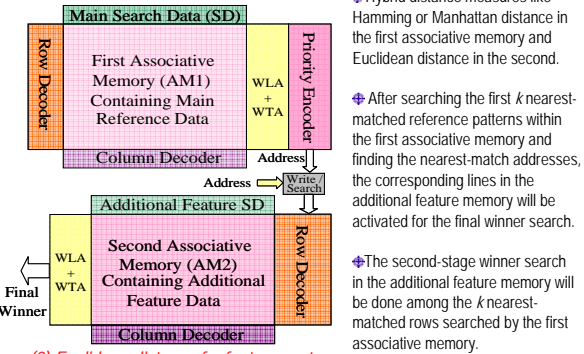 Main Search Data (SD)
Row Decoder
First Associative
Memory (AM1)
Containing Main
Reference Data
WLA
+
WTA
Priority Encoder
Column Decoder
Address
Address
Write /
Search
Additional Feature SD
WLA
+
WTA
Second Associative
Memory (AM2)
Containing Additional
Feature Data
Row Decoder
Column Decoder
Final
Winner
Hybrid distance measures like
Hamming or Manhattan distance in
the first associative memory and
Euclidean distance in the second.
After searching the first k nearest-
matched reference patterns within
the first associative memory and
finding the nearest-match addresses,
the corresponding lines in the
additional feature memory will be
activated for the final winner search.
The second-stage winner search
in the additional feature memory will
be done among the k nearest-
matched rows searched by the first
associative memory.